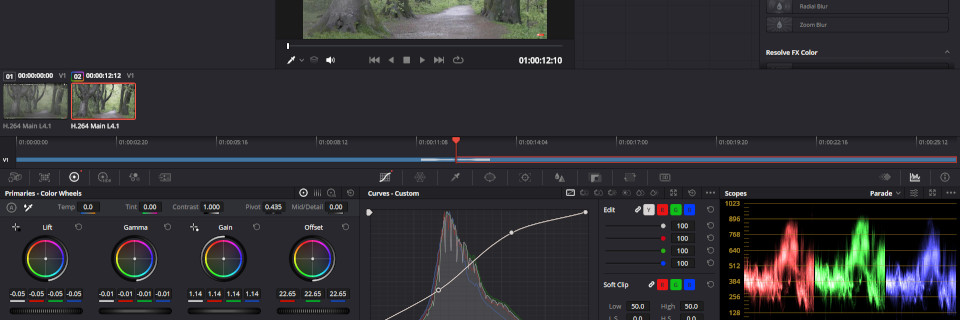 Radial Blur
Zoom Blur
Resolve FX Color
01:00:12:10
01 00:00:00:00 V1 02 00:00:12:12 V1
H.264 Main L4.1 H.264 Main L4.1
01:00:00:00 01:00:02:20 01:00:05:16 01:00:08:12 01:00:11:08 01:00:14:04 01:00:17:00 01:00:19:20 01:00:22:16 01:00:25:12
V1
Primaries - Color Wheels Curves - Custom Scopes Parade
Temp 0.0 Tint 0.00 Contrast 1.000 Pivot 0.435 Mid/Detail 0.00
Lift Gamma Gain Offset
-0.05 -0.05 -0.05 -0.05 -0.01 -0.01 -0.01 -0.01 1.14 1.14 1.14 1.14 22.65 22.65 22.65
Edit Y R G B
100
100
100
100
Soft Clip R G B
Low 50.0 High 50.0
L.S. 0.0 H.S. 0.0
1023
896
768
640
512
384
256
128